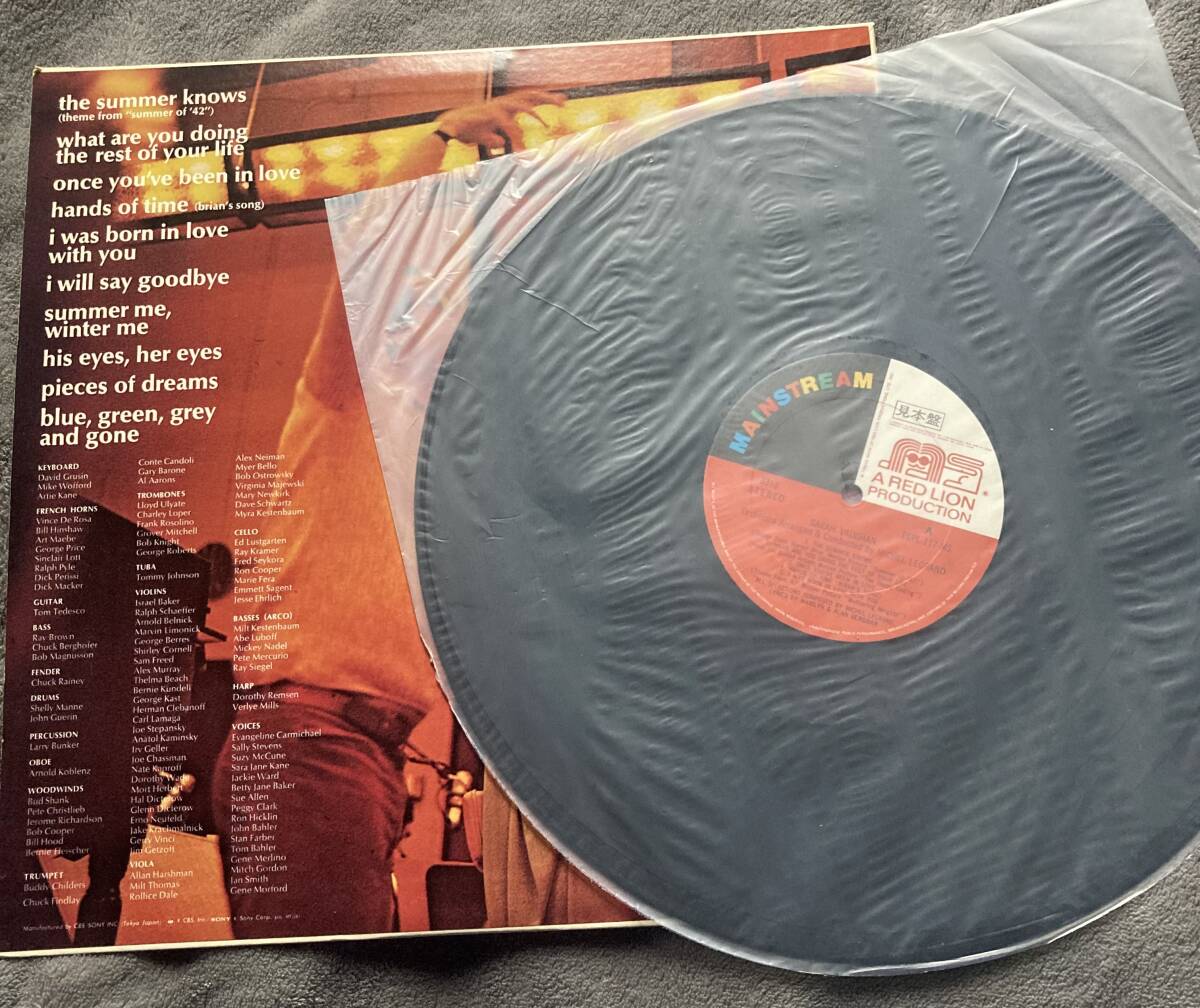 the summer knows
(theme from "summer of '42")
what are you doing
the rest of your life
once you've been in love
hands of time (brian's song)
i was born in love
with you
i will say goodbye
summer me,
winter me
his eyes, her eyes
pieces of dreams
blue, green, grey
and gone
KEYBOARD
David Grusin
Mike Wofford
Artie Kane
FRENCH HORNS
Vince De Rosa
Bill Hinshaw
Art Maebe
George Price
Sinclair Lott
Ralph Pyle
Dick Perissi
Dick Macker
GUITAR
Tom Tedesco
BASS
Ray Brown
Chuck Berghofer
Bob Magnusson
FENDER
Chuck Rainey
DRUMS
Shelly Manne
John Guerin
PERCUSSION
Larry Bunker
OBOE
Arnold Koblenz
WOODWINDS
Bud Shank
Pete Christlieb
Jerome Richardson
Bob Cooper
Bill Hood
TRUMPET
Buddy Childers
Chuck Findlay
Conte Candoli
Gary Barone
Al Aarons
TROMBONES
Lloyd Ulyate
Charley Loper
Frank Rosolino
Grover Mitchell
Bob Knight
George Roberts
TUBA
Tommy Johnson
VIOLINS
Israel Baker
Ralph Schaeffer
Arnold Belnick
Marvin Limonick
George Berres
Shirley Cornell
Sam Freed
Alex Murray
Thelma Beach
Bernie Kundell
George Kast
Herman Clebanoff
Carl Lamaga
Joe Stepansky
Anatol Kaminsky
Irv Geller
Joe Chassman
Nate Kaproff
Dorothy Wade
Mort Herbert
Hal Dicterow
Glenn Dicterow
Erno Neufeld
Jake Krachmalnick
Gerry Vinci
Jim Getzoff
VIOLA
Allan Harshman
Milt Thomas
Rollice Dale
Alex Neiman
Myer Bello
Bob Ostrowsky
Virginia Majewski
Mary Newkirk
Dave Schwartz
Myra Kestenbaum
CELLO
Ed Lustgarten
Ray Kramer
Fred Seykora
Ron Cooper
Marie Fera
Emmett Sagent
Jesse Ehrlich
BASSES (ARCO)
Milt Kestenbaum
Abe Luboff
Mickey Nadel
Pete Mercurio
Ray Siegel
HARP
Dorothy Remsen
Verlye Mills
VOICES
Evangeline Carmichael
Sally Stevens
Suzy McCune
Sara Jane Kane
Jackie Ward
Betty Jane Baker
Sue Allen
Peggy Clark
Ron Hicklin
John Bahler
Stan Farber
Tom Bahler
Gene Merlino
Mitch Gordon
Ian Smith
Gene Morford
Manufactured by CBS SONY INC. Tokyo Japan
MAINSTREAM
見本盤
ms
A RED LION
PRODUCTION
STEREO